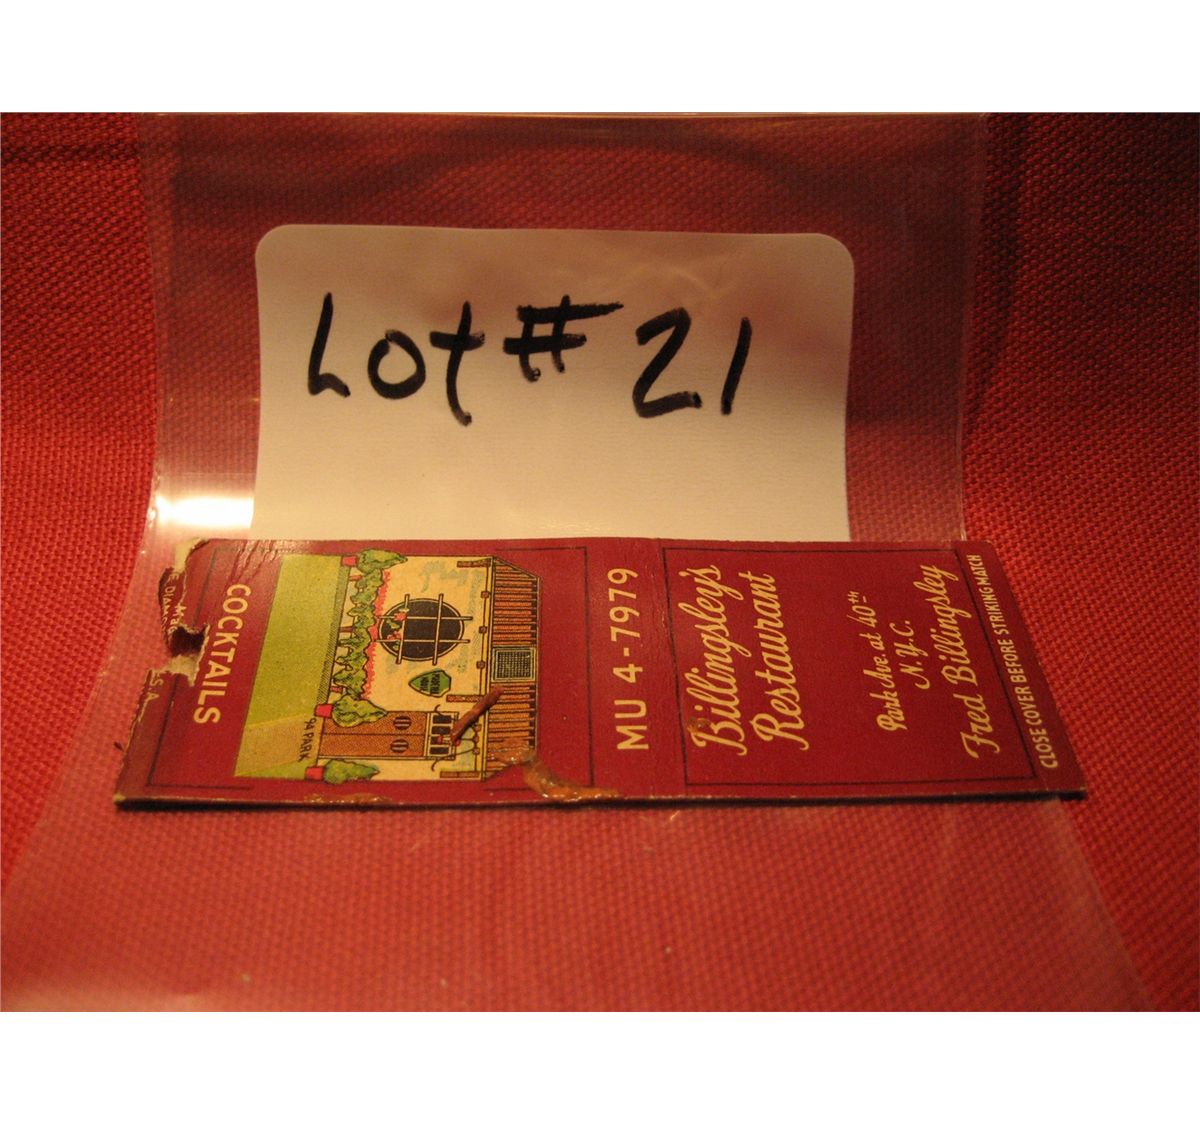 Lot # 21
Billingsley's
Restaurant
Park Ave. at 40th
N.Y.C.
Fred Billingsley
CLOSE COVER BEFORE STRIKING MATCH
MU 4-7979
94 PARK
COCKTAILS